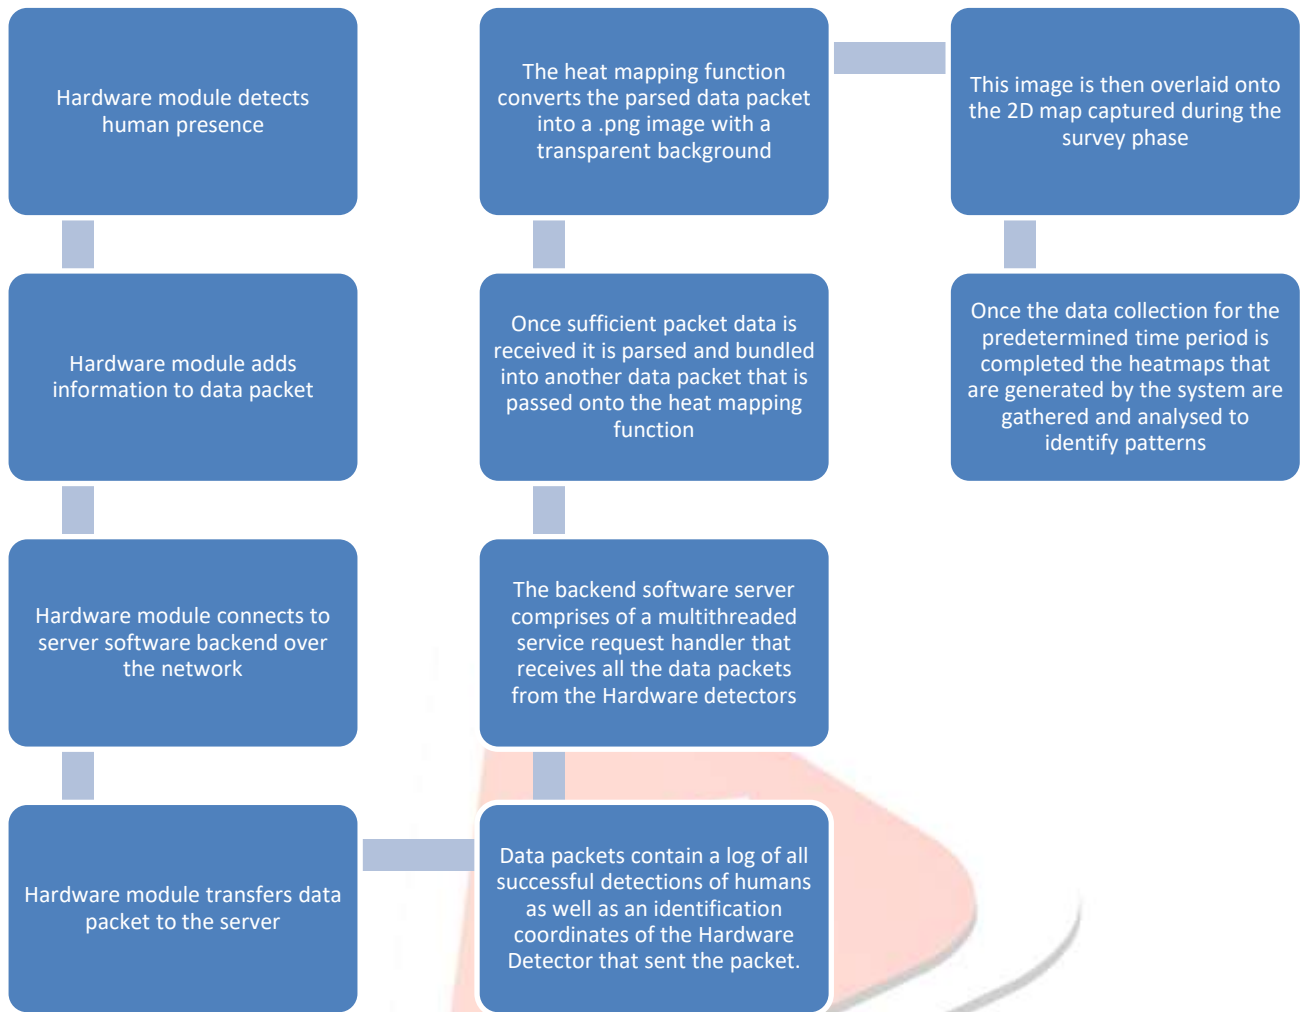 Hardware module detects
human presence
Hardware module adds
information to data packet
Hardware module connects to
server software backend over
the network
Hardware module transfers data
packet to the server
Data packets contain a log of all
successful detections of humans
as well as an identification
coordinates of the Hardware
Detector that sent the packet.
The backend software server
comprises of a multithreaded
service request handler that
receives all the data packets
from the Hardware detectors
Once sufficient packet data is
received it is parsed and bundled
into another data packet that is
passed onto the heat mapping
function
The heat mapping function
converts the parsed data packet
into a .png image with a
transparent background
This image is then overlaid onto
the 2D map captured during the
survey phase
Once the data collection for the
predetermined time period is
completed the heatmaps that
are generated by the system are
gathered and analysed to
identify patterns